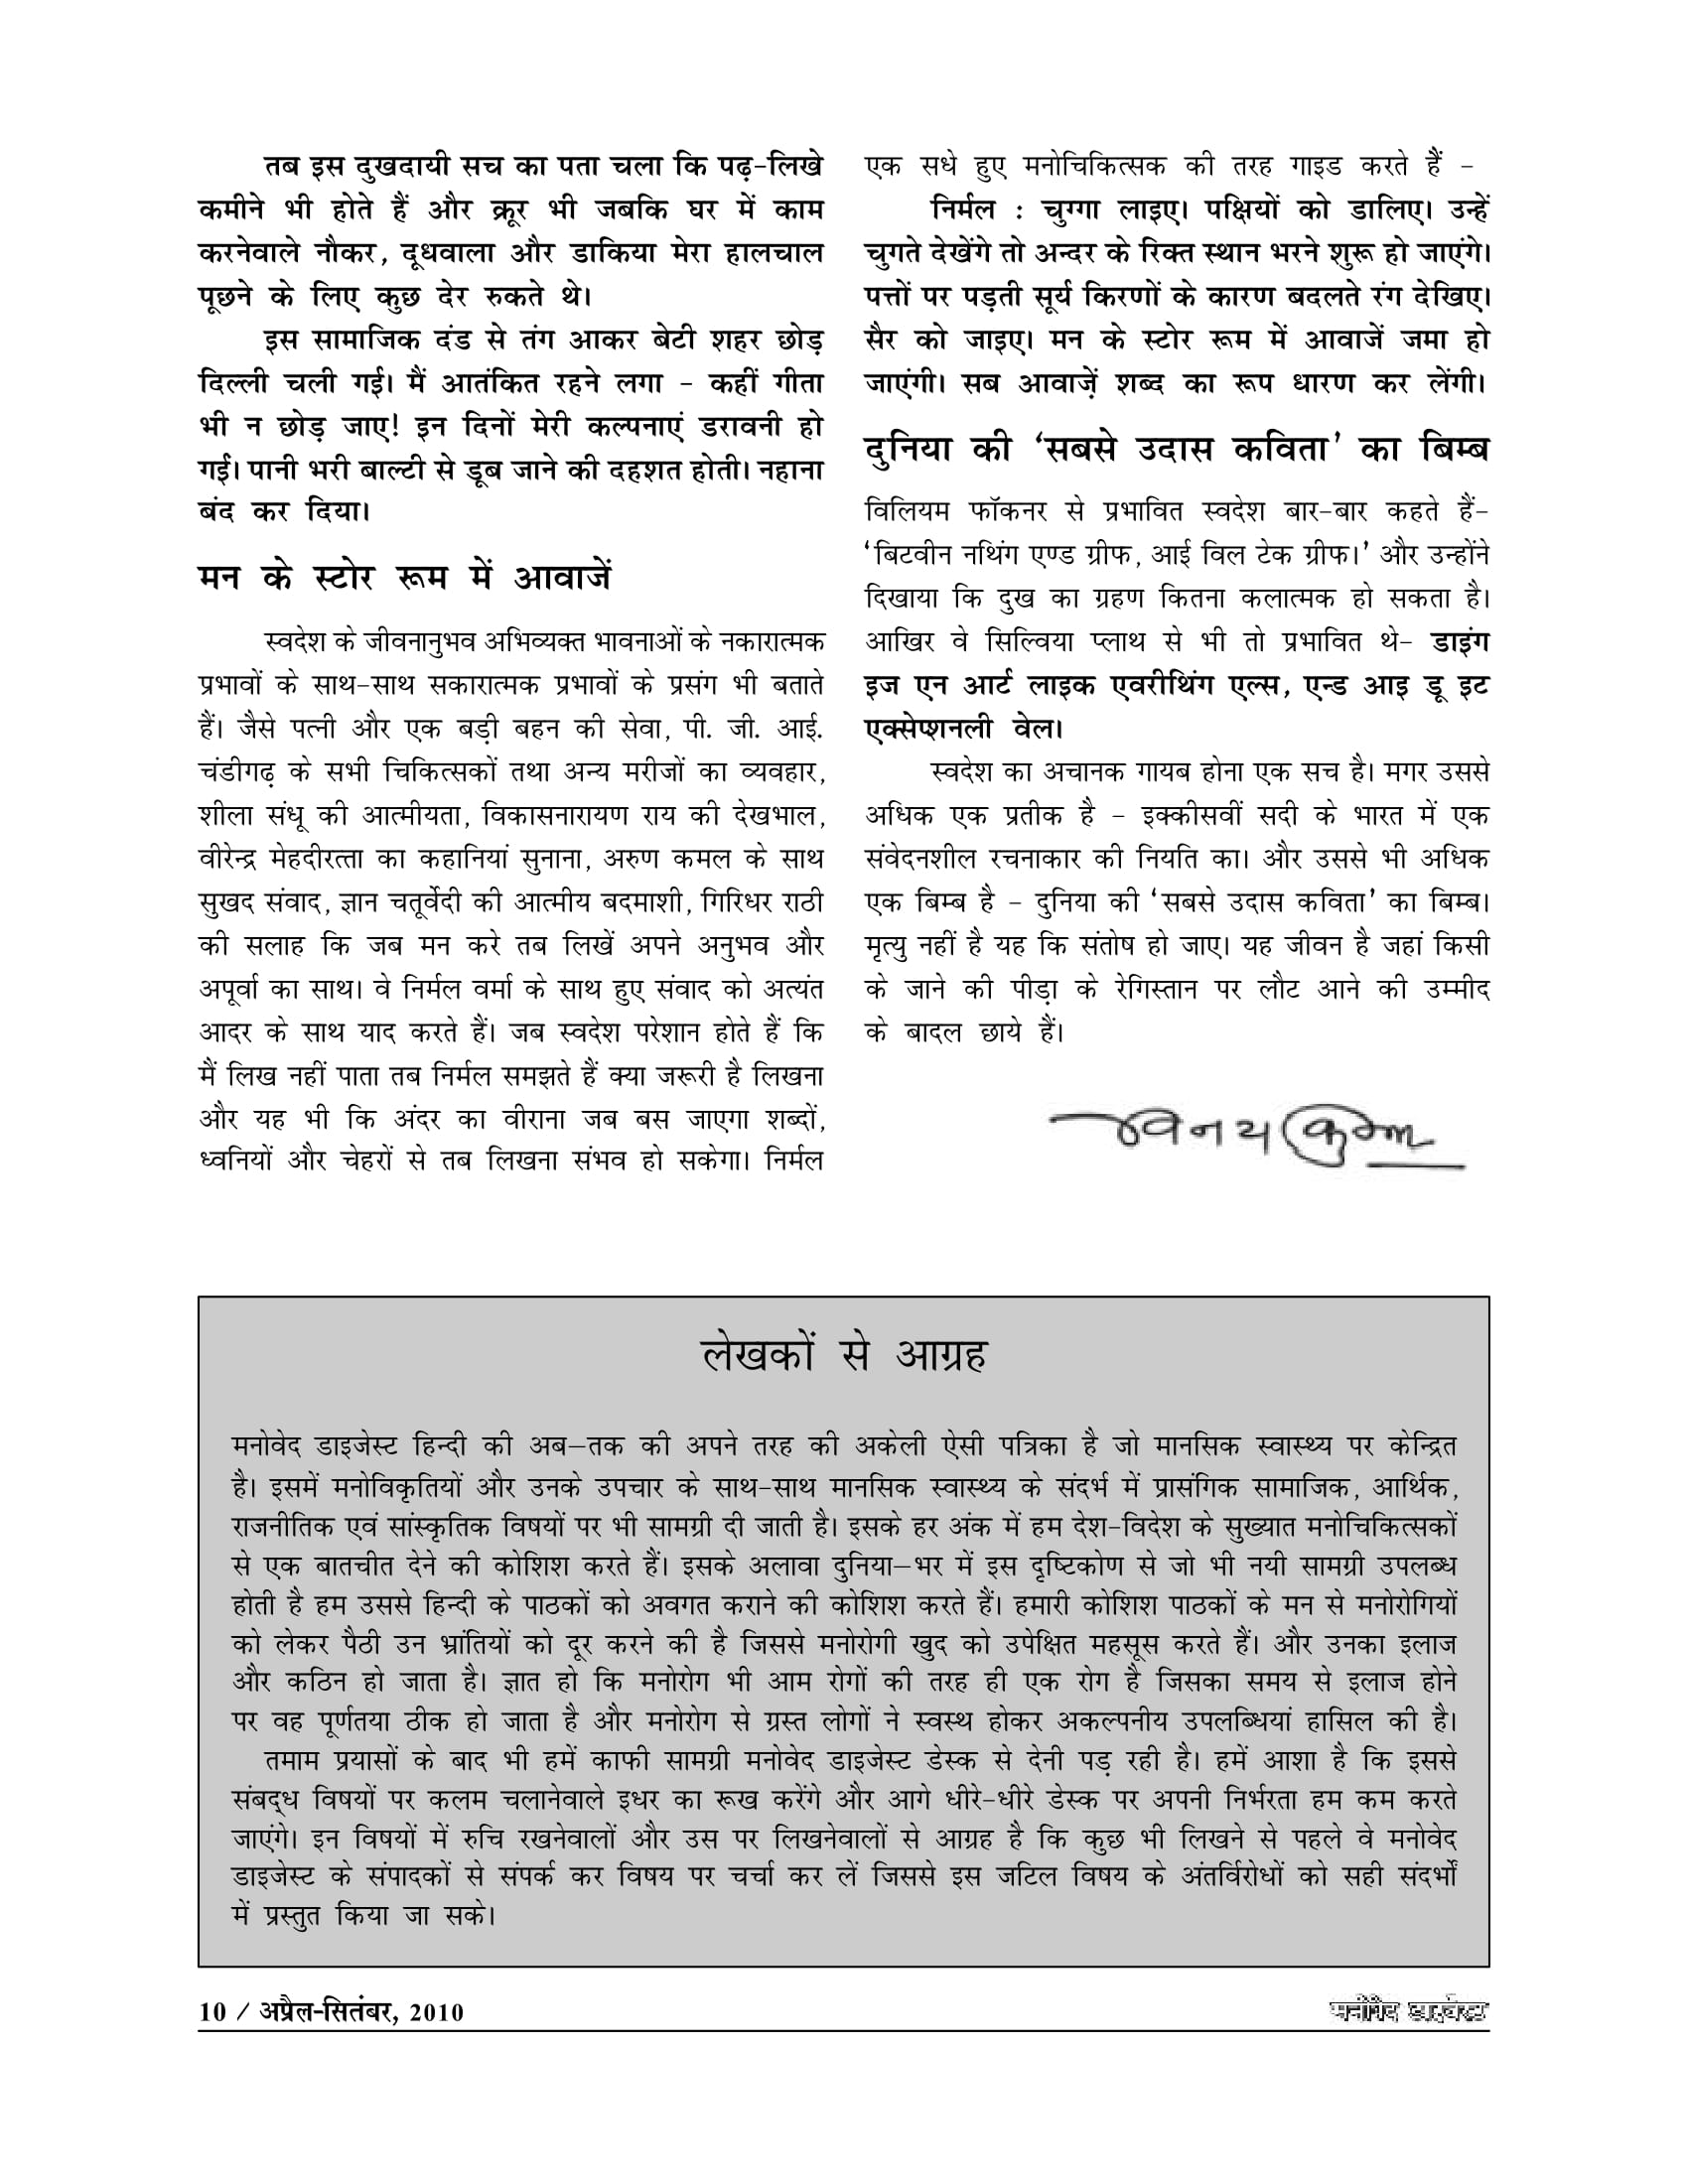 तब इस दुखदायी सच का पता चला कि पढ़-लिखे
कमीने भी होते हैं और क्रूर भी जबकि घर में काम
करनेवाले नौकर, दूधवाला और डाकिया मेरा हालचाल
पूछने के लिए कुछ देर रुकते थे।
इस सामाजिक दंड से तंग आकर बेटी शहर छोड़
दिल्ली चली गई। मैं आतंकित रहने लगा - कहीं गीता
भी न छोड़ जाए! इन दिनों मेरी कल्पनाएं डरावनी हो
गई। पानी भरी बाल्टी से डूब जाने की दहशत होती। नहाना
बंद कर दिया।
मन के स्टोर रूम में आवाजें
स्वदेश के जीवनानुभव अभिव्यक्त भावनाओं के नकारात्मक
प्रभावों के साथ-साथ सकारात्मक प्रभावों के प्रसंग भी बताते
हैं। जैसे पत्नी और एक बड़ी बहन की सेवा, पी. जी. आई.
चंडीगढ़ के सभी चिकित्सकों तथा अन्य मरीजों का व्यवहार,
शीला संधू की आत्मीयता, विकासनारायण राय की देखभाल,
वीरेन्द्र मेहदीरत्ता का कहानियां सुनाना, अरुण कमल के साथ
सुखद संवाद, ज्ञान चतूर्वेदी की आत्मीय बदमाशी, गिरिधर राठी
की सलाह कि जब मन करे तब लिखें अपने अनुभव और
अपूर्वा का साथ। वे निर्मल वर्मा के साथ हुए संवाद को अत्यंत
आदर के साथ याद करते हैं। जब स्वदेश परेशान होते हैं कि
मैं लिख नहीं पाता तब निर्मल समझते हैं क्या जरूरी है लिखना
और यह भी कि अंदर का वीराना जब बस जाएगा शब्दों,
ध्वनियों और चेहरों से तब लिखना संभव हो सकेगा। निर्मल
एक सधे हुए मनोचिकित्सक की तरह गाइड करते हैं -
निर्मल : चुग्गा लाइए। पक्षियों को डालिए। उन्हें
चुगते देखेंगे तो अन्दर के रिक्त स्थान भरने शुरू हो जाएंगे।
पत्तों पर पड़ती सूर्य किरणों के कारण बदलते रंग देखिए।
सैर को जाइए। मन के स्टोर रूम में आवाजें जमा हो
जाएंगी। सब आवाज़ें शब्द का रूप धारण कर लेंगी।
दुनिया की ‘सबसे उदास कविता’ का बिम्ब
विलियम फॉकनर से प्रभावित स्वदेश बार-बार कहते हैं-
‘बिटवीन नथिंग एण्ड ग्रीफ, आई विल टेक ग्रीफ।’ और उन्होंने
दिखाया कि दुख का ग्रहण कितना कलात्मक हो सकता है।
आखिर वे सिल्विया प्लाथ से भी तो प्रभावित थे- डाइंग
इज एन आर्ट लाइक एवरीथिंग एल्स, एन्ड आइ डू इट
एक्सेप्शनली वेल।
स्वदेश का अचानक गायब होना एक सच है। मगर उससे
अधिक एक प्रतीक है - इक्कीसवीं सदी के भारत में एक
संवेदनशील रचनाकार की नियति का। और उससे भी अधिक
एक बिम्ब है - दुनिया की ‘सबसे उदास कविता’ का बिम्ब।
मृत्यु नहीं है यह कि संतोष हो जाए। यह जीवन है जहां किसी
के जाने की पीड़ा के रेगिस्तान पर लौट आने की उम्मीद
के बादल छाये हैं।
विनय कुमार
लेखकों से आग्रह
मनोवेद डाइजेस्ट हिन्दी की अब–तक की अपने तरह की अकेली ऐसी पत्रिका है जो मानसिक स्वास्थ्य पर केन्द्रित
है। इसमें मनोविकृतियों और उनके उपचार के साथ-साथ मानसिक स्वास्थ्य के संदर्भ में प्रासंगिक सामाजिक, आर्थिक,
राजनीतिक एवं सांस्कृतिक विषयों पर भी सामग्री दी जाती है। इसके हर अंक में हम देश-विदेश के सुख्यात मनोचिकित्सकों
से एक बातचीत देने की कोशिश करते हैं। इसके अलावा दुनिया–भर में इस दृष्टिकोण से जो भी नयी सामग्री उपलब्ध
होती है हम उससे हिन्दी के पाठकों को अवगत कराने की कोशिश करते हैं। हमारी कोशिश पाठकों के मन से मनोरोगियों
को लेकर पैठी उन भ्रांतियों को दूर करने की है जिससे मनोरोगी खुद को उपेक्षित महसूस करते हैं। और उनका इलाज
और कठिन हो जाता है। ज्ञात हो कि मनोरोग भी आम रोगों की तरह ही एक रोग है जिसका समय से इलाज होने
पर वह पूर्णतया ठीक हो जाता है और मनोरोग से ग्रस्त लोगों ने स्वस्थ होकर अकल्पनीय उपलब्धियां हासिल की है।
तमाम प्रयासों के बाद भी हमें काफी सामग्री मनोवेद डाइजेस्ट डेस्क से देनी पड़ रही है। हमें आशा है कि इससे
संबद्ध विषयों पर कलम चलानेवाले इधर का रूख करेंगे और आगे धीरे-धीरे डेस्क पर अपनी निर्भरता हम कम करते
जाएंगे। इन विषयों में रुचि रखनेवालों और उस पर लिखनेवालों से आग्रह है कि कुछ भी लिखने से पहले वे मनोवेद
डाइजेस्ट के संपादकों से संपर्क कर विषय पर चर्चा कर लें जिससे इस जटिल विषय के अंतर्विरोधों को सही संदर्भों
में प्रस्तुत किया जा सके।
10 / अप्रैल-सितंबर, 2010
मनोवेद डाइजेस्ट